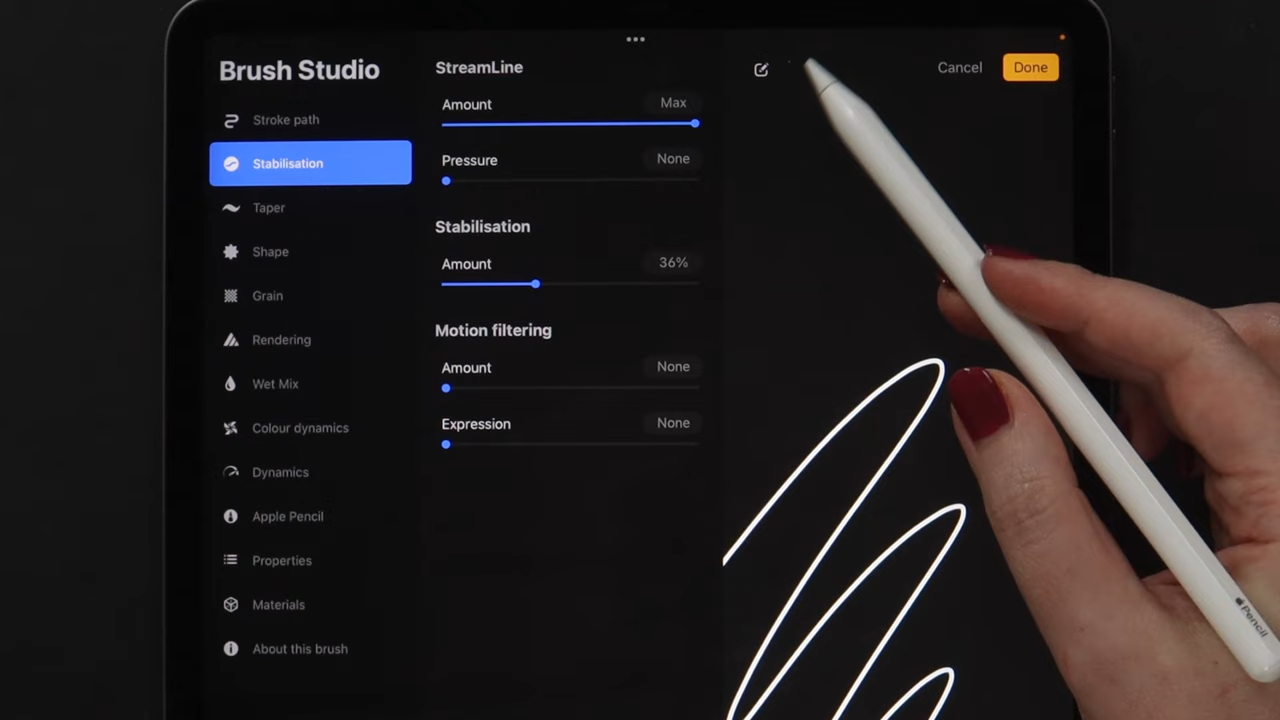 Brush Studio
Stroke path
Stabilisation
Taper
Shape
Grain
Rendering
Wet Mix
Colour dynamics
Dynamics
Apple Pencil
Properties
Materials
About this brush
StreamLine
Amount Max
Pressure None
Stabilisation
Amount 36%
Motion filtering
Amount None
Expression None
Cancel Done
Pencil